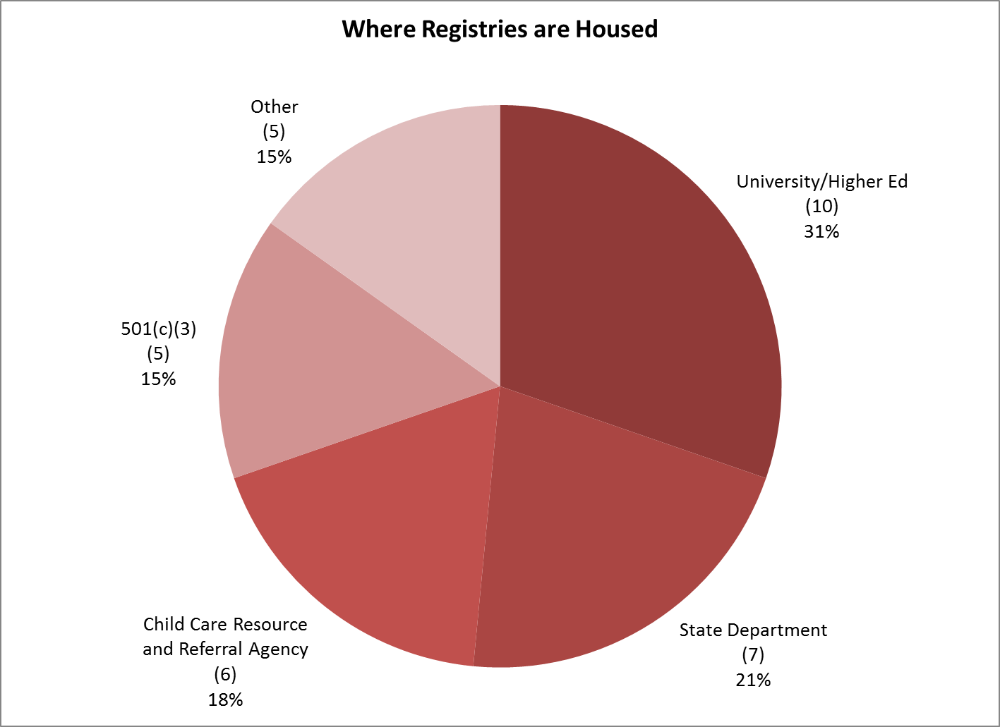 Where Registries are Housed
Other
(5)
15%
University/Higher Ed
(10)
31%
501(c)(3)
(5)
15%
Child Care Resource
and Referral Agency
(6)
18%
State Department
(7)
21%